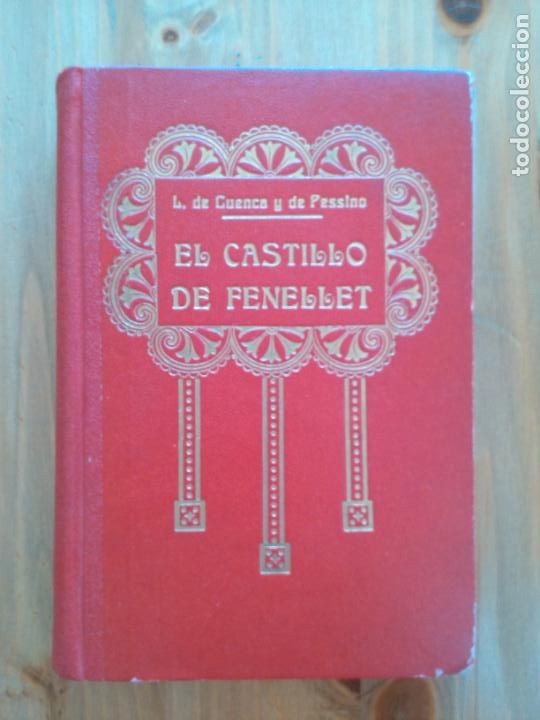 L. de Cuenca y de Pessino
EL CASTILLO
DE FENELLET
todocoleccion